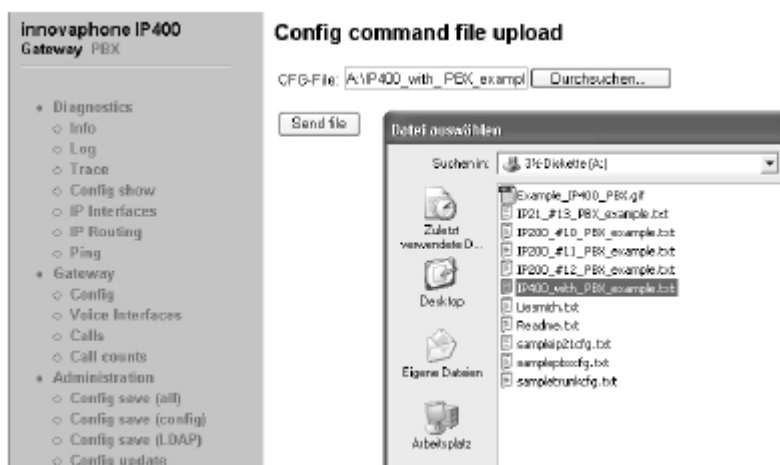 innovaphone IP400
Gateway PBX
Diagnostics
Info
Log
Trace
Config show
IP Interfaces
IP Routing
Ping
Gateway
Config
Voice Interfaces
Calls
Call counts
Administration
Config save (all)
Config save (config)
Config save (LDAP)
Config update
Config command file upload
CFG-File: A:\IP400_with_PBX_exampl Durchsuchen...
Send file
Datei auswählen
Suchen in: 3½-Diskette (A:)
Zuletzt
verwendete D...
Desktop
Eigene Dateien
Arbeitsplatz
Example_IP400_PBX.gif
IP21_#13_PBX_example.txt
IP200_#10_PBX_example.txt
IP200_#11_PBX_example.txt
IP200_#12_PBX_example.txt
IP400_with_PBX_example.txt
Liesmich.txt
Readme.txt
sampleip21cfg.txt
samplepbxcfg.txt
sampletrunkcfg.txt